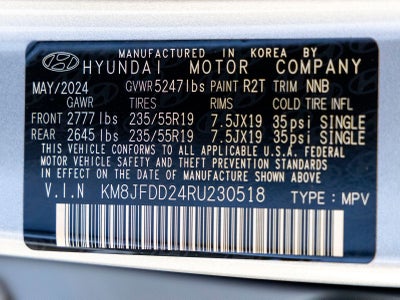 MANUFACTURED IN KOREA BY
HYUNDAI MOTOR COMPANY
MAY/2024 GVWR 5247 lbs PAINT R2T TRIM NNB
GAWR TIRES RIMS COLD TIRE INFL
FRONT 2777 lbs 235/55R19 7.5JX19 35psi SINGLE
REAR 2645 lbs 235/55R19 7.5JX19 35psi SINGLE
THIS VEHICLE CONFORMS TO ALL APPLICABLE U.S.A. FEDERAL
MOTOR VEHICLE SAFETY AND THEFT PREVENTION STANDARDS
IN EFFECT ON THE DATE OF MANUFACTURE SHOWN ABOVE.
V.I.N KM8JFDD24RU230518 TYPE : MPV